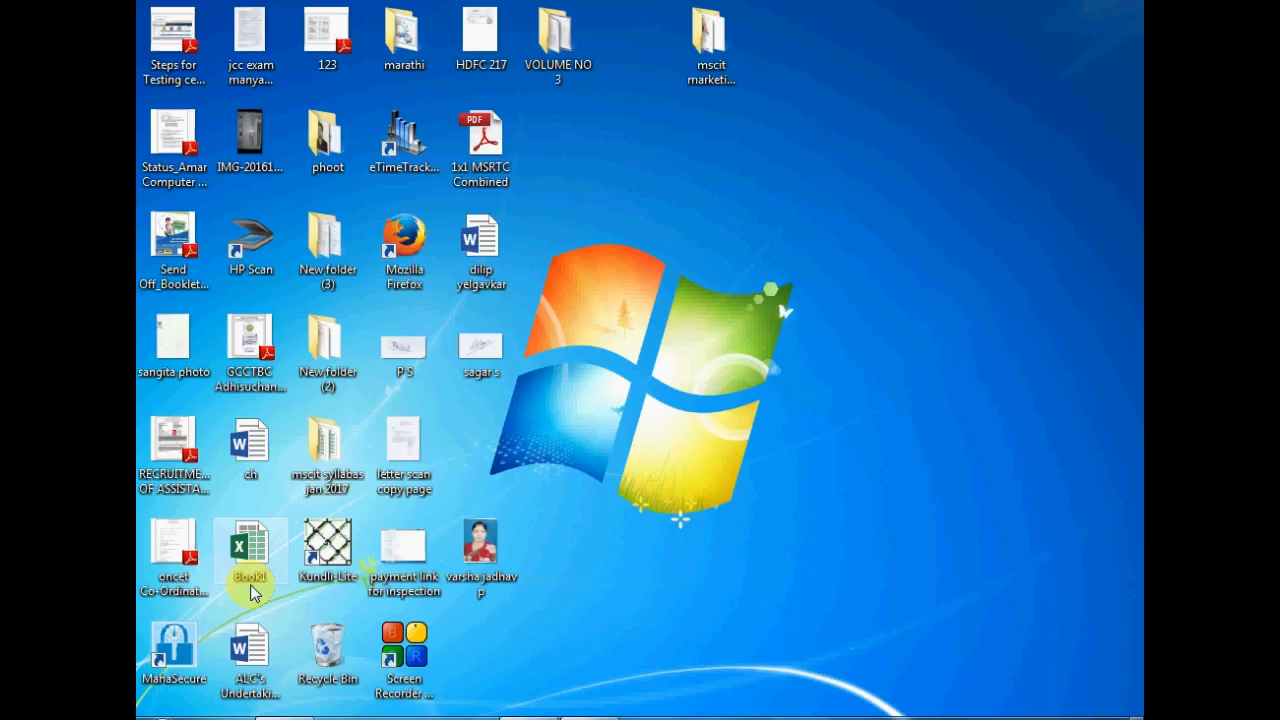 Steps for
Testing ce...
jcc exam
manya...
123
marathi
HDFC 217
VOLUME NO
3
mscit
marketi...
Status_Amar
Computer ...
IMG-20161...
phoot
eTimeTrack...
PDF
1x1 MSRTC
Combined
Send
Off_Booklet...
HP Scan
New folder
(3)
Mozilla
Firefox
dilip
yelgavkar
sangita photo
GCCTBC
Adhisuchan...
New folder
(2)
P S
sagar s
RECRUITME...
OF ASSISTA...
ch
mscit syllabas
jan 2017
letter scan
copy page
oncet
Co-Ordinat...
Book1
Kundli-Lite
payment link
for inspection
varsha jadhav
p
MahaSecure
ALC's
Undertaki...
Recycle Bin
Screen
Recorder ...